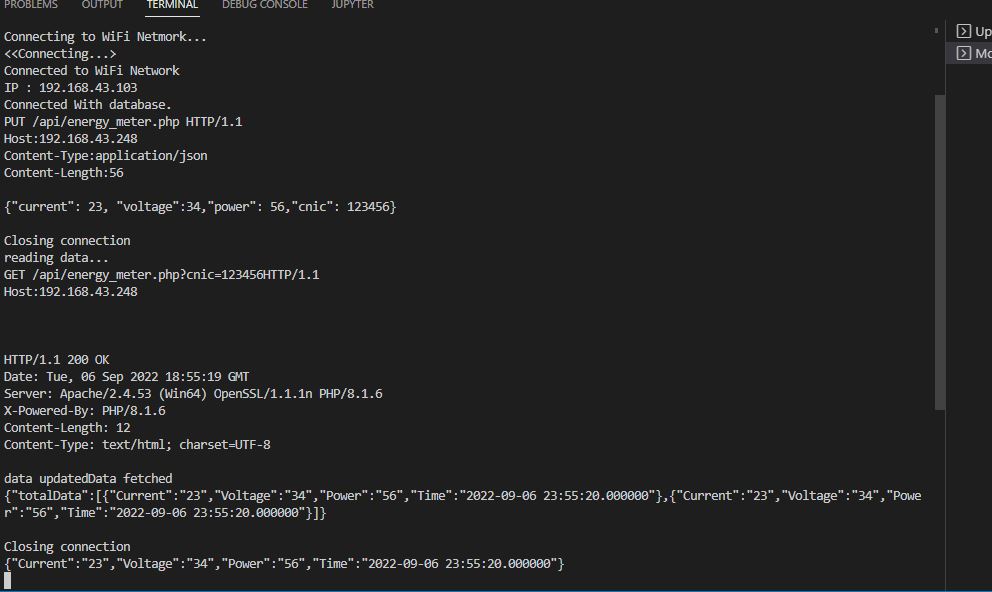 PROBLEMS OUTPUT TERMINAL DEBUG CONSOLE JUPYTER
Connecting to WiFi Netmork...
<<Connecting...>
Connected to WiFi Network
IP : 192.168.43.103
Connected With database.
PUT /api/energy_meter.php HTTP/1.1
Host:192.168.43.248
Content-Type:application/json
Content-Length:56
{"current": 23, "voltage":34,"power": 56,"cnic": 123456}
Closing connection
reading data...
GET /api/energy_meter.php?cnic=123456HTTP/1.1
Host:192.168.43.248
HTTP/1.1 200 OK
Date: Tue, 06 Sep 2022 18:55:19 GMT
Server: Apache/2.4.53 (Win64) OpenSSL/1.1.1n PHP/8.1.6
X-Powered-By: PHP/8.1.6
Content-Length: 12
Content-Type: text/html; charset=UTF-8
data updatedData fetched
{"totalData":[{"Current":"23","Voltage":"34","Power":"56","Time":"2022-09-06 23:55:20.000000"},{"Current":"23","Voltage":"34","Powe
r":"56","Time":"2022-09-06 23:55:20.000000"}]}
Closing connection
{"Current":"23","Voltage":"34","Power":"56","Time":"2022-09-06 23:55:20.000000"}
Up
Mo